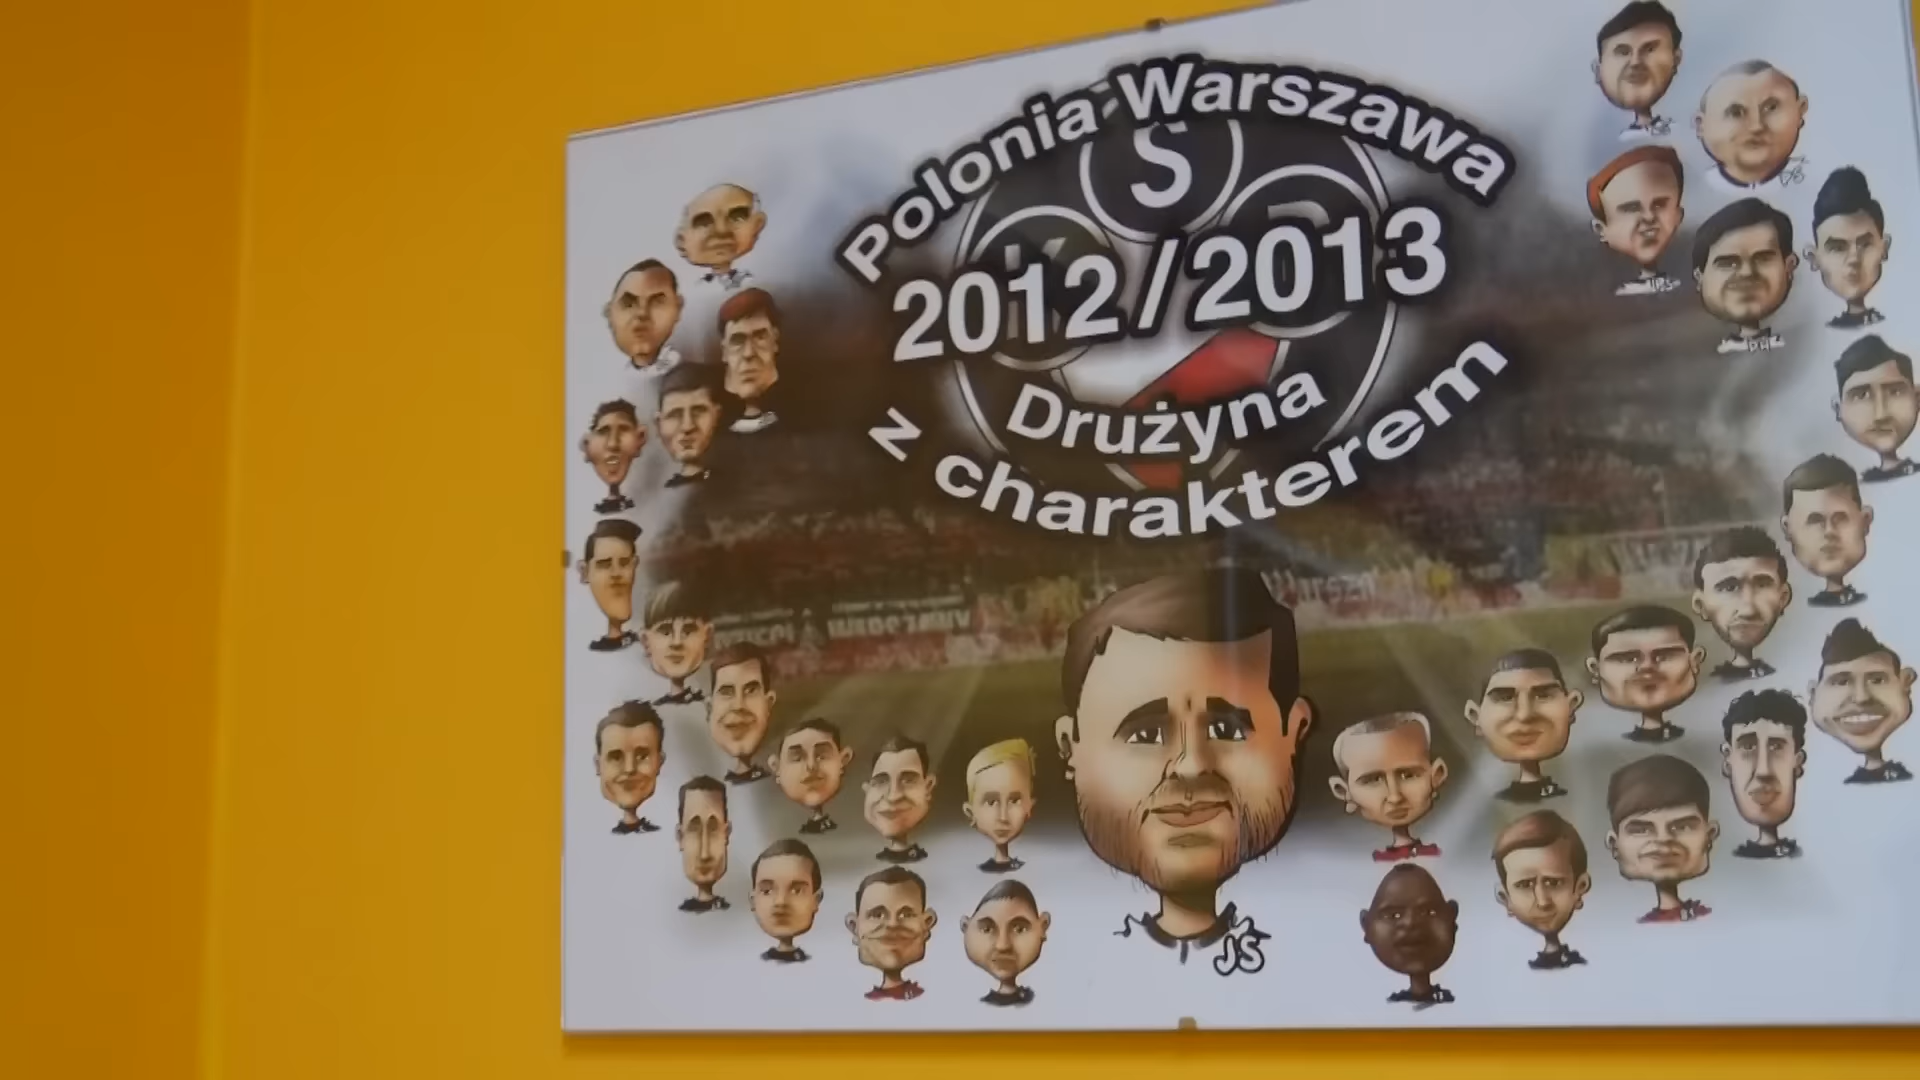 Polonia Warszawa
S
2012/2013
Drużyna
z charakterem
JS